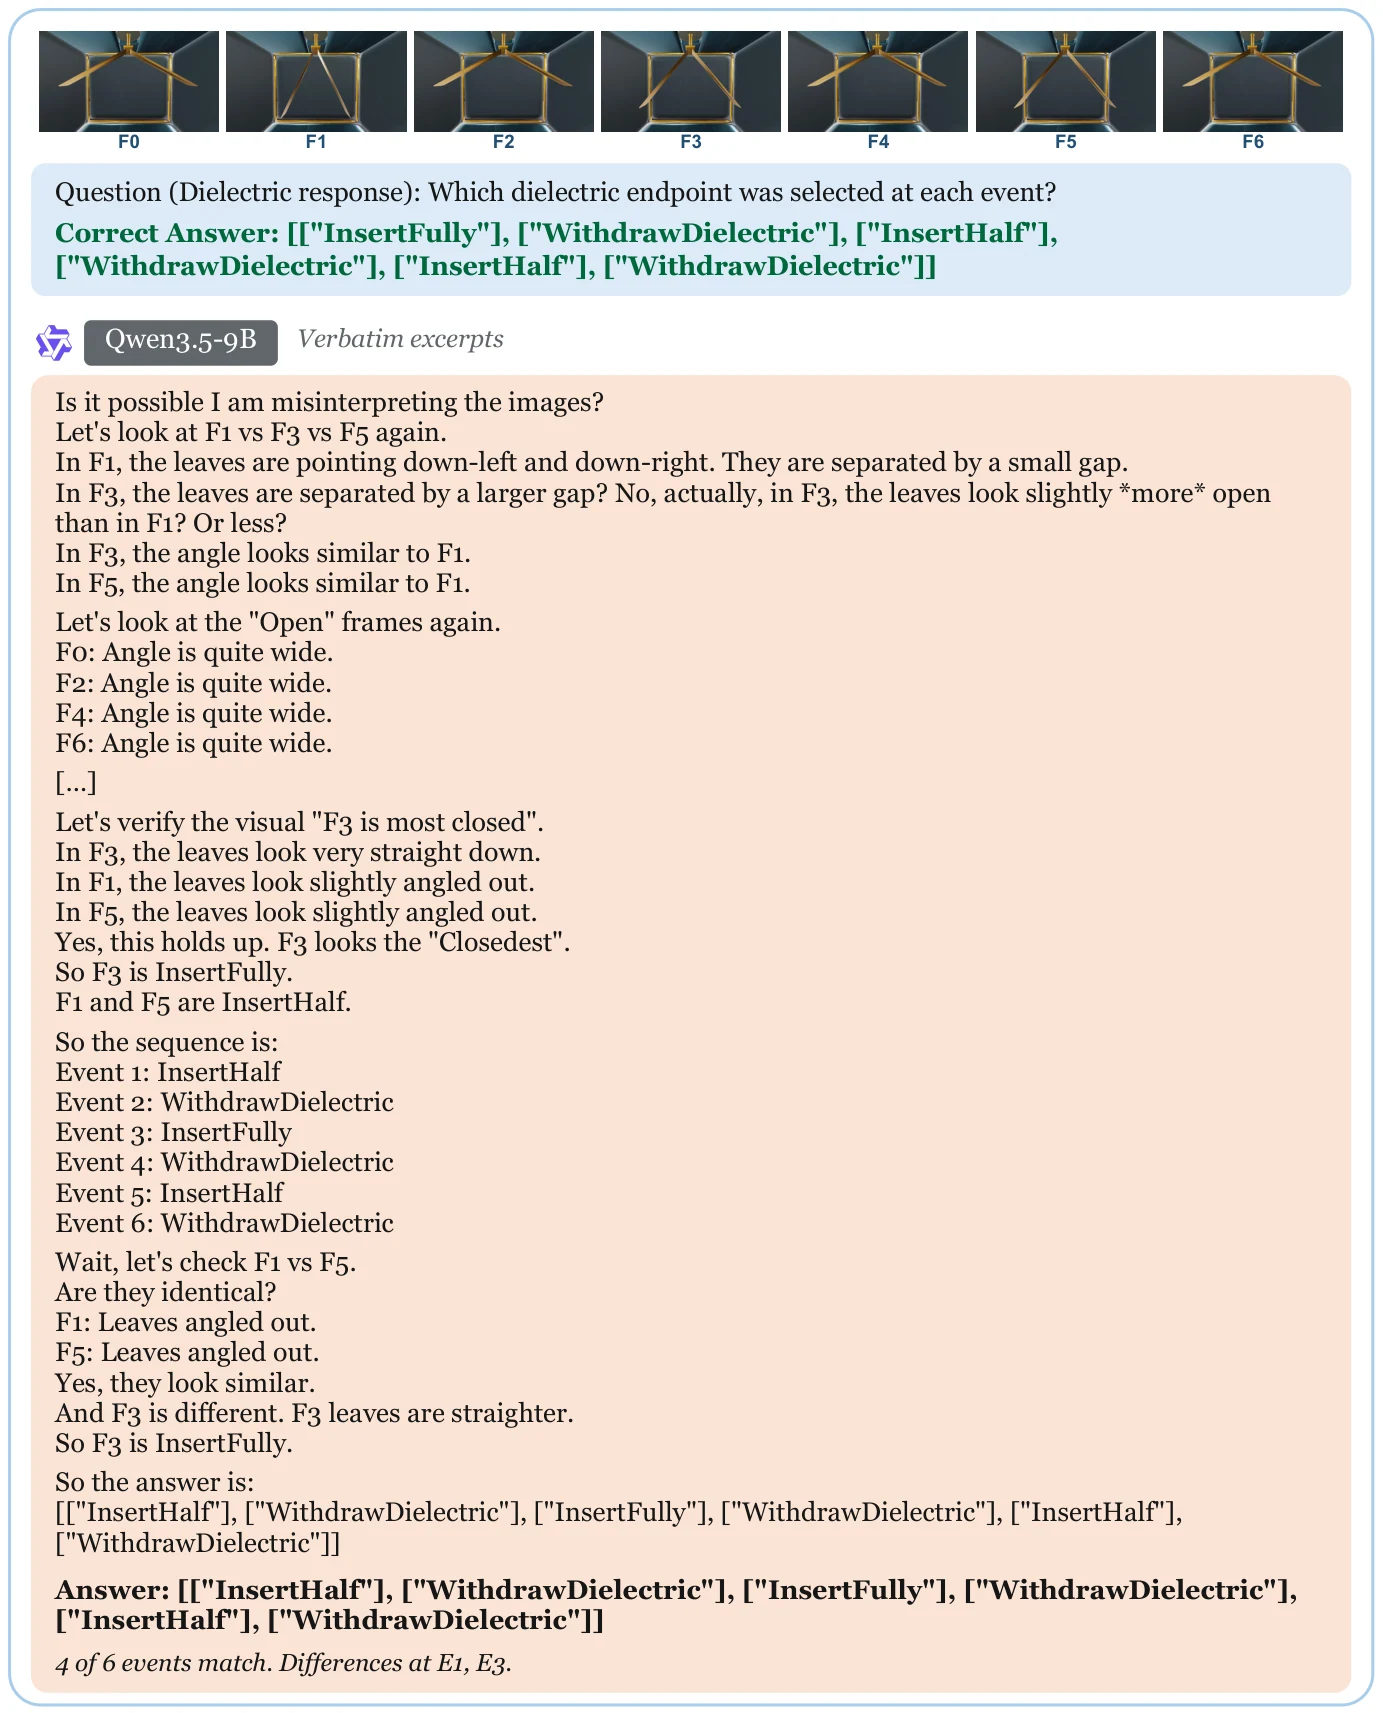 F0 F1 F2 F3 F4 F5 F6
Question (Dielectric response): Which dielectric endpoint was selected at each event?
Correct Answer: [["InsertFully"], ["WithdrawDielectric"], ["InsertHalf"],
["WithdrawDielectric"], ["InsertHalf"], ["WithdrawDielectric"]]
Qwen3.5-9B Verbatim excerpts
Is it possible I am misinterpreting the images?
Let's look at F1 vs F3 vs F5 again.
In F1, the leaves are pointing down-left and down-right. They are separated by a small gap.
In F3, the leaves are separated by a larger gap? No, actually, in F3, the leaves look slightly *more* open
than in F1? Or less?
In F3, the angle looks similar to F1.
In F5, the angle looks similar to F1.
Let's look at the "Open" frames again.
F0: Angle is quite wide.
F2: Angle is quite wide.
F4: Angle is quite wide.
F6: Angle is quite wide.
[...]
Let's verify the visual "F3 is most closed".
In F3, the leaves look very straight down.
In F1, the leaves look slightly angled out.
In F5, the leaves look slightly angled out.
Yes, this holds up. F3 looks the "Closedest".
So F3 is InsertFully.
F1 and F5 are InsertHalf.
So the sequence is:
Event 1: InsertHalf
Event 2: WithdrawDielectric
Event 3: InsertFully
Event 4: WithdrawDielectric
Event 5: InsertHalf
Event 6: WithdrawDielectric
Wait, let's check F1 vs F5.
Are they identical?
F1: Leaves angled out.
F5: Leaves angled out.
Yes, they look similar.
And F3 is different. F3 leaves are straighter.
So F3 is InsertFully.
So the answer is:
[["InsertHalf"], ["WithdrawDielectric"], ["InsertFully"], ["WithdrawDielectric"], ["InsertHalf"],
["WithdrawDielectric"]]
Answer: [["InsertHalf"], ["WithdrawDielectric"], ["InsertFully"], ["WithdrawDielectric"],
["InsertHalf"], ["WithdrawDielectric"]]
4 of 6 events match. Differences at E1, E3.